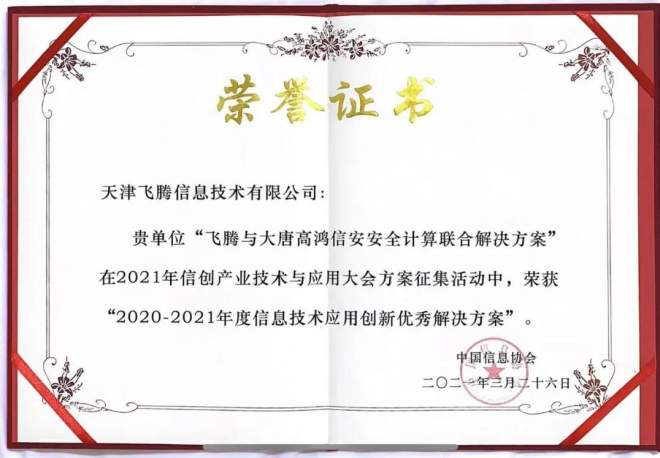 荣誉证书
天津飞腾信息技术有限公司:
贵单位“飞腾与大唐高鸿信安安全计算联合解决方案”
在2021年信创产业技术与应用大会方案征集活动中，荣获
“2020-2021年度信息技术应用创新优秀解决方案”。
中国信息协会
二〇二一年三月二十六日